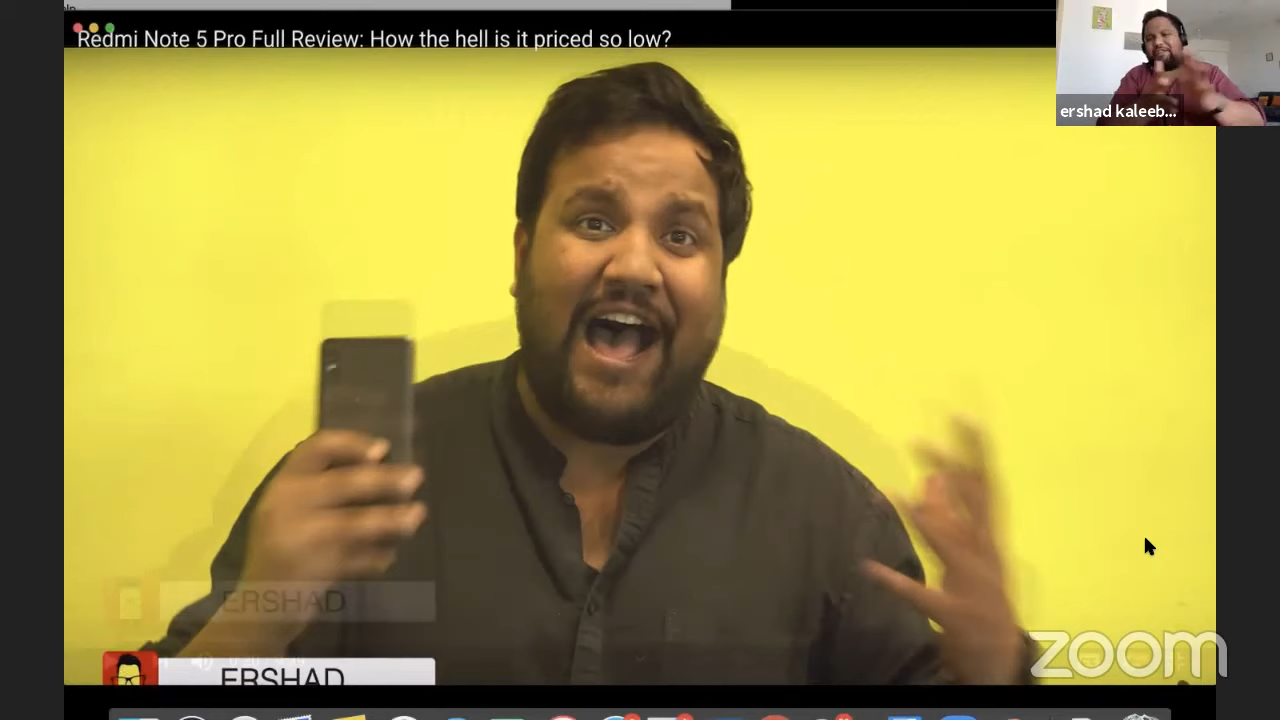 Redmi Note 5 Pro Full Review: How the hell is it priced so low?
ershad kaleeb...
ERSHAD
ERSHAD
zoom